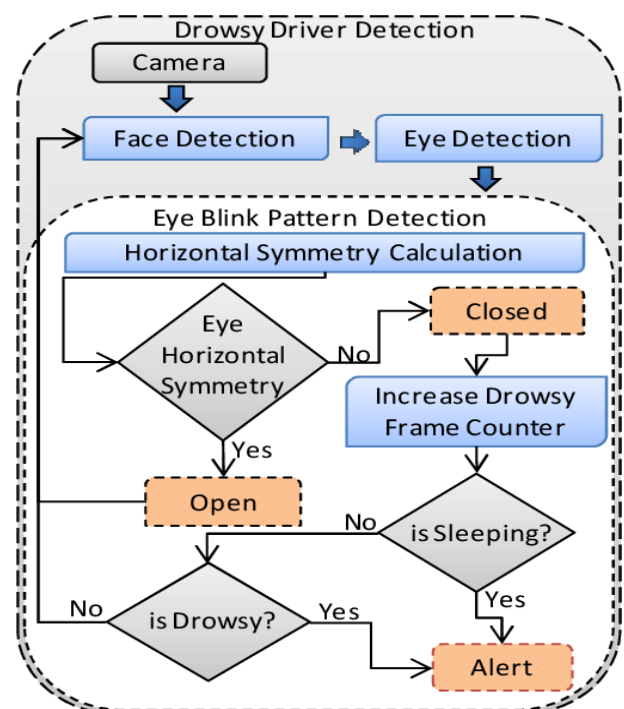 Drowsy Driver Detection
Camera
Face Detection
Eye Detection
Eye Blink Pattern Detection
Horizontal Symmetry Calculation
Eye
Horizontal
Symmetry
No
Closed
Increase Drowsy
Frame Counter
Yes
Open
No
is Sleeping?
No
is Drowsy?
Yes
Yes
Alert